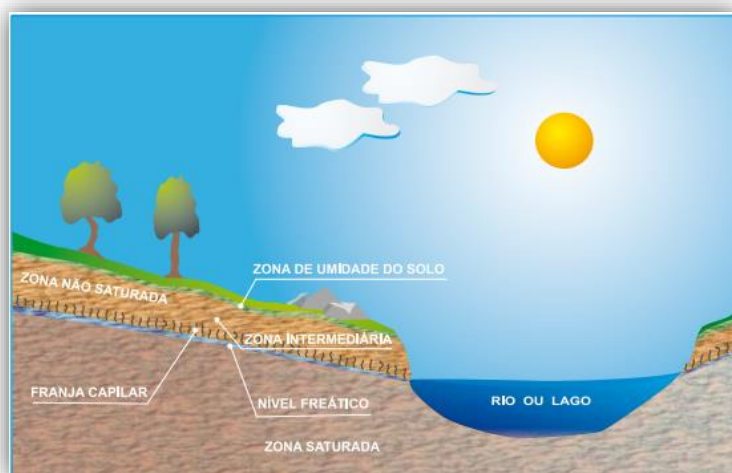 ZONA DE UMIDADE DO SOLO
ZONA NÃO SATURADA
ZONA INTERMEDIÁRIA
FRANJA CAPILAR
NÍVEL FREÁTICO
RIO OU LAGO
ZONA SATURADA